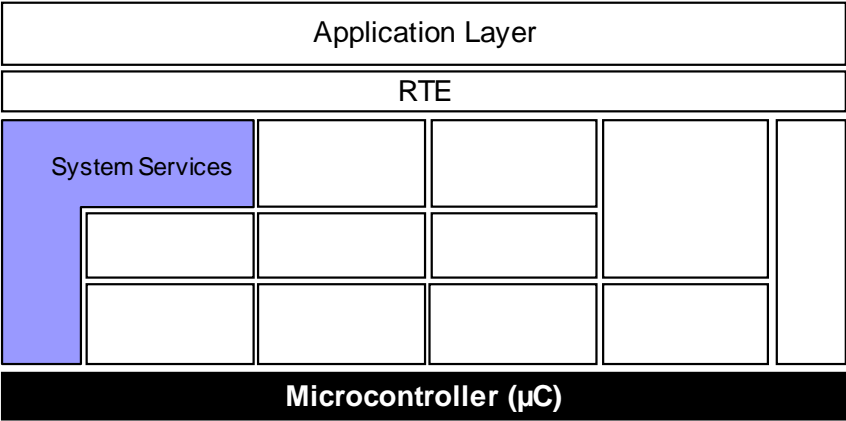 Application Layer
RTE
System Services
Microcontroller (µC)